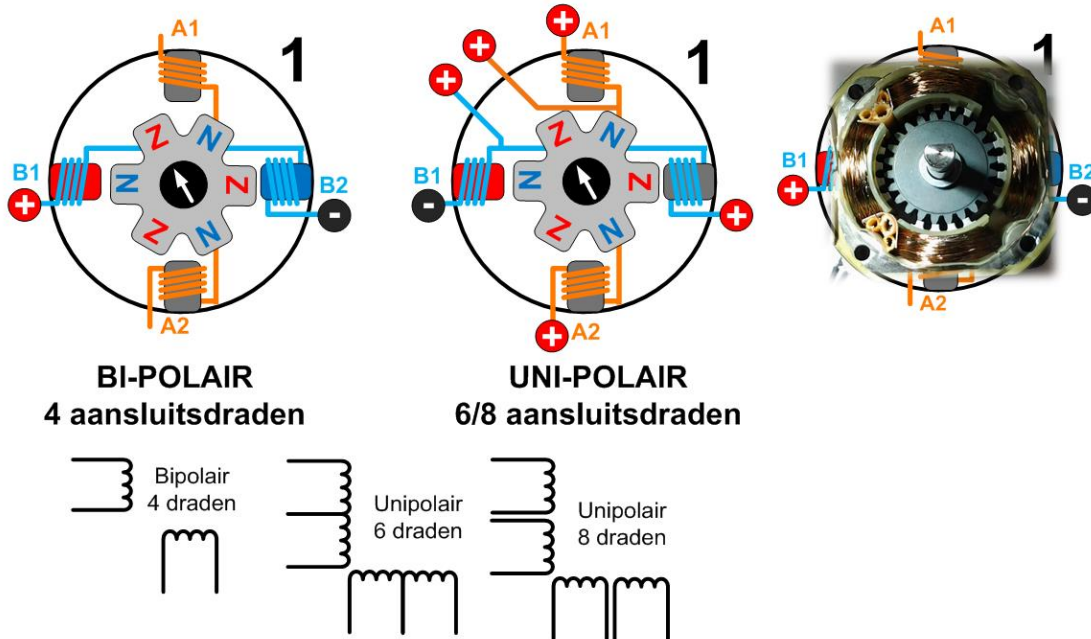 A1
1
Z
N
N
Z
Z
N
B1
+
B2
-
A2
BI-POLAIR
4 aansluitsdraden
+
+
+
A1
1
Z
N
N
Z
Z
N
B1
-
+
+
A2
UNI-POLAIR
6/8 aansluitsdraden
A1
1
B1
+
B2
-
A2
Bipolair
4 draden
Unipolair
6 draden
Unipolair
8 draden